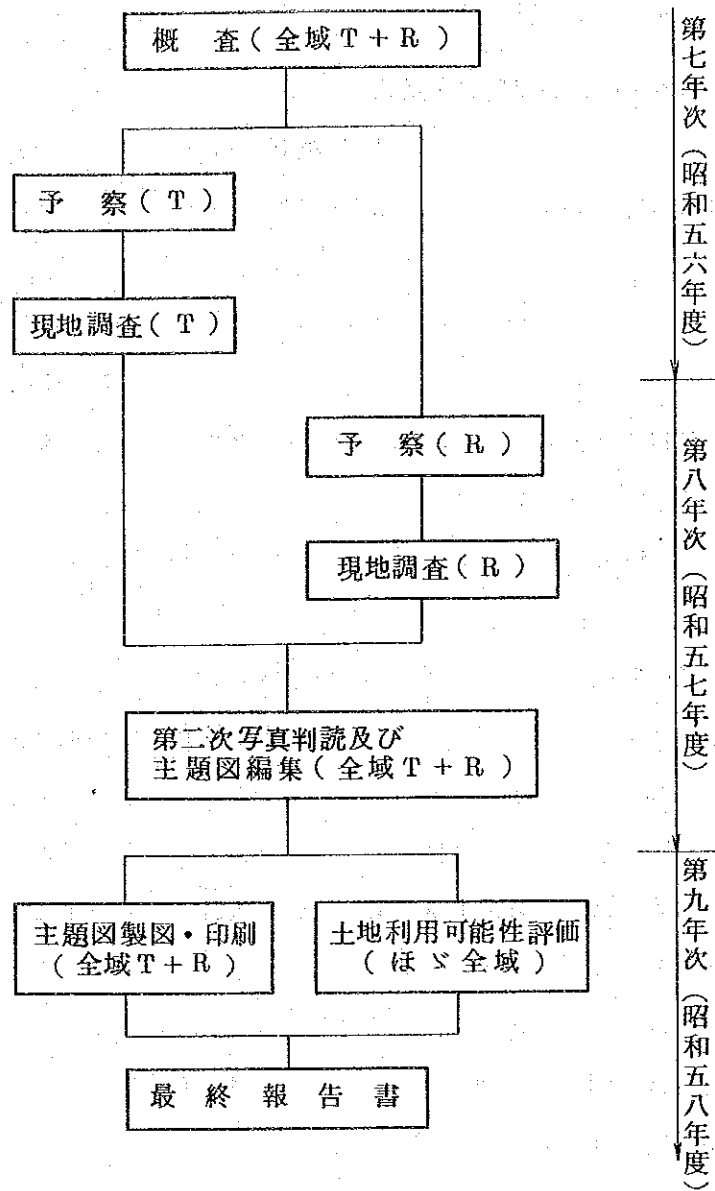 概 査（全域T+R）
予 察（T）
現地調査（T）
予 察（R）
現地調査（R）
第二次写真判読及び
主題図編集（全域T+R）
主題図製図・印刷
（全域T+R）
土地利用可能性評価
（ほゞ全域）
最終報告書
第七年次（昭和五六年度）
第八年次（昭和五七年度）
第九年次（昭和五八年度）